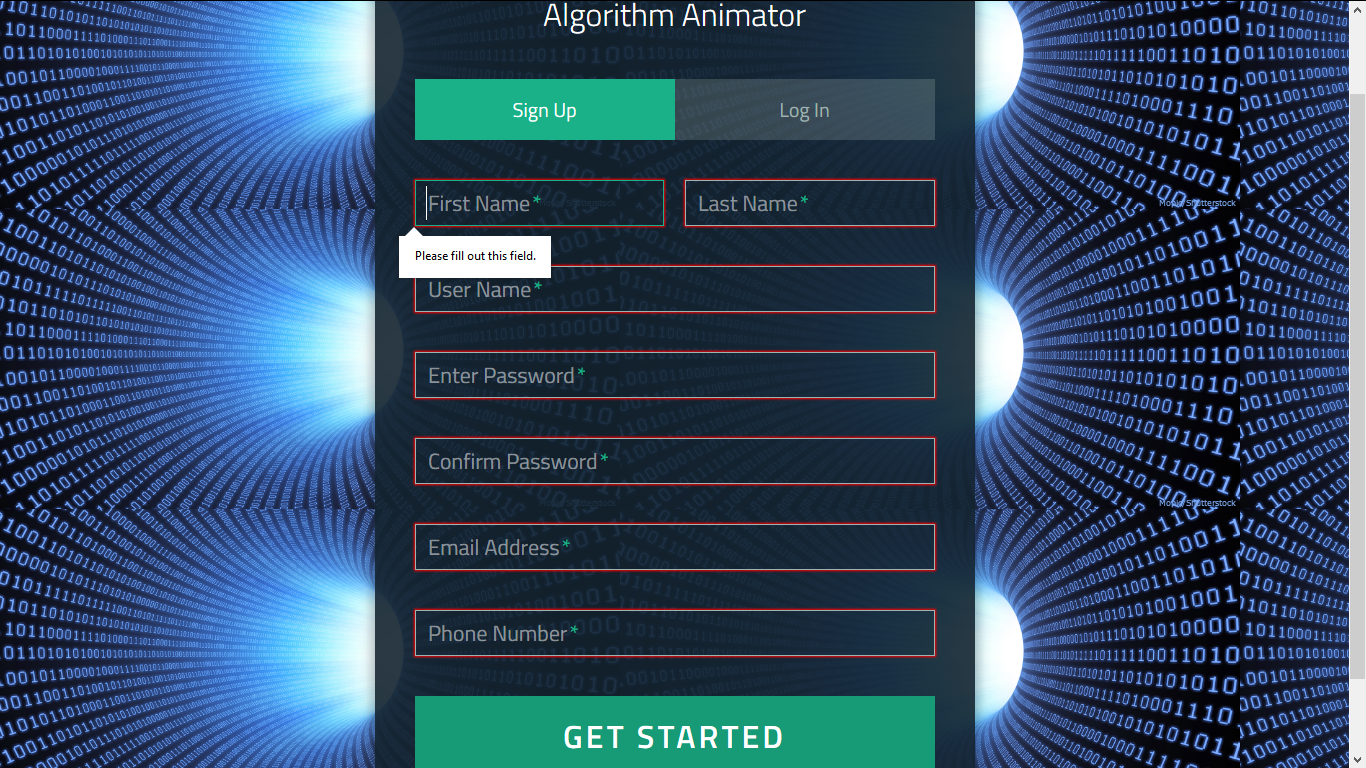 Algorithm Animator
Sign Up
Log In
First Name*
Last Name*
Please fill out this field.
User Name*
Enter Password*
Confirm Password*
Email Address*
Phone Number*
GET STARTED